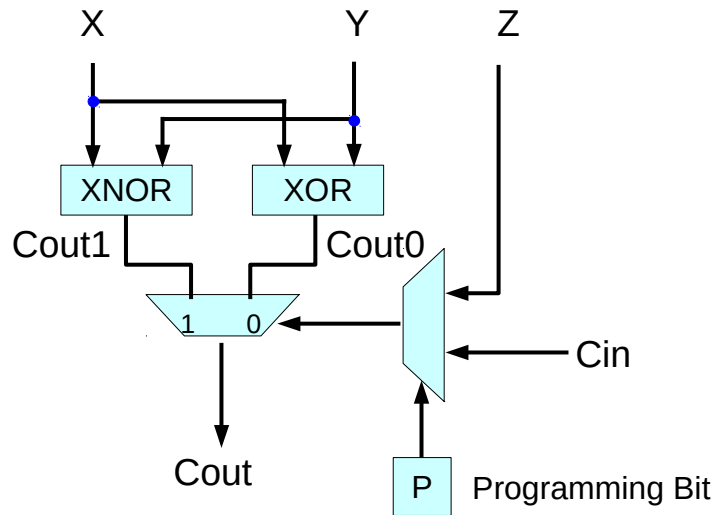 X
Y
Z
XNOR
XOR
Cout1
Cout0
1
0
Cin
Cout
P
Programming Bit